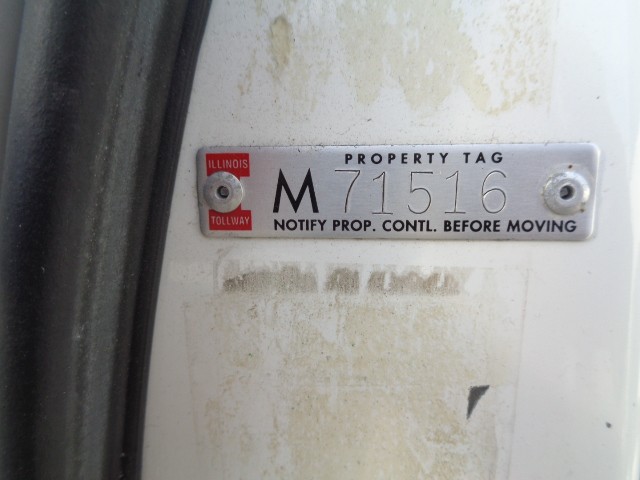 ILLINOIS
TOLLWAY
PROPERTY TAG
M 71516
NOTIFY PROP. CONTL. BEFORE MOVING